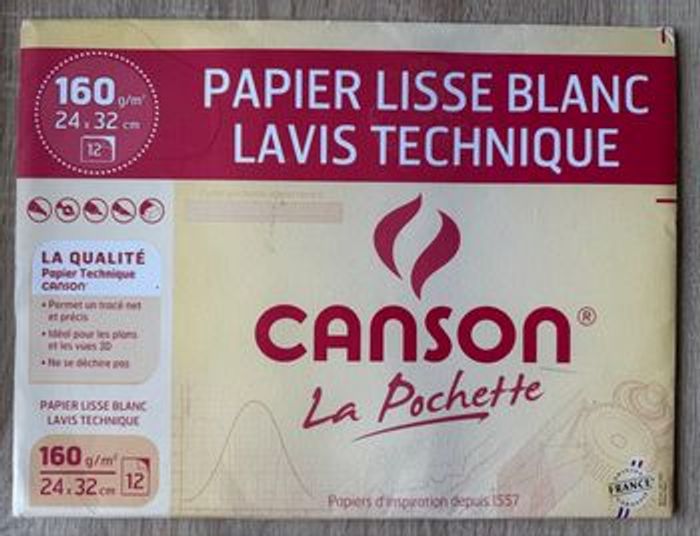 160 g/m²
24 x 32 cm
12
PAPIER LISSE BLANC
LAVIS TECHNIQUE
LA QUALITÉ
Papier Technique
CANSON
• Permet un tracé net
et précis
• Idéal pour les plans
et les vues 3D
• Ne se déchire pas
CANSON®
La Pochette
PAPIER LISSE BLANC
LAVIS TECHNIQUE
160 g/m²
24 x 32 cm
12
Papiers d'inspiration depuis 1557
FRANCE